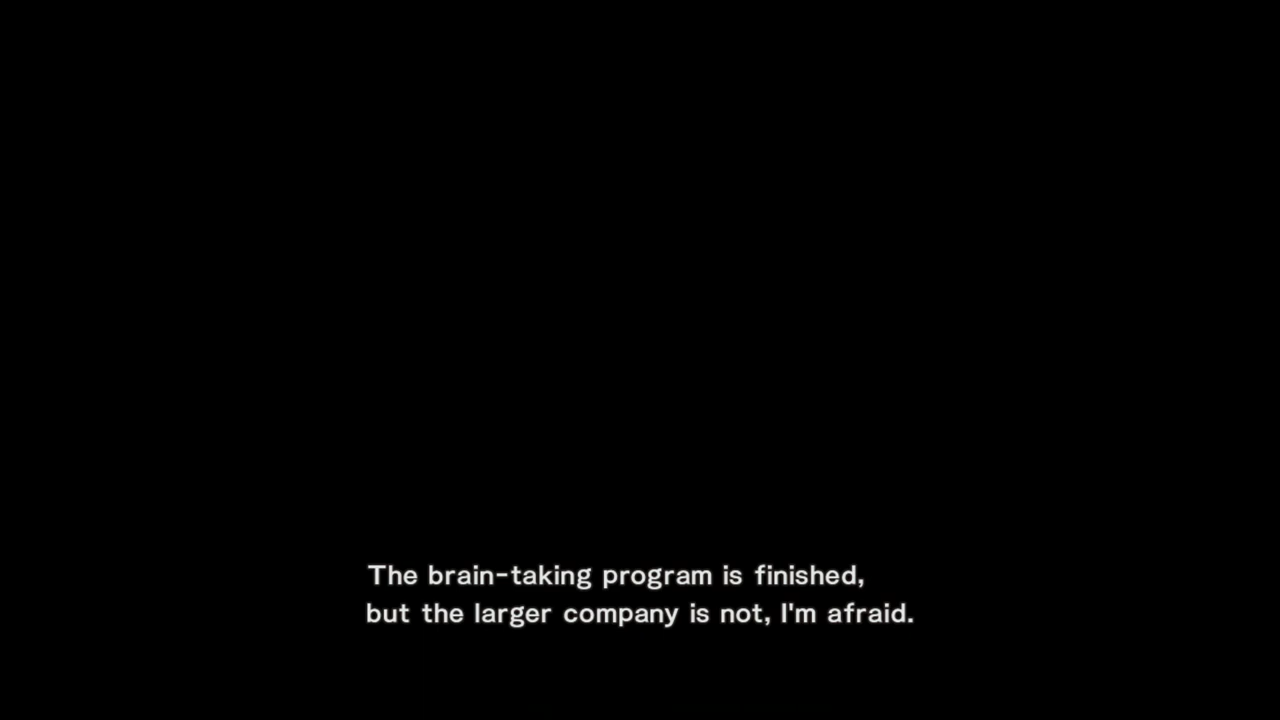 The brain-taking program is finished,
but the larger company is not, I'm afraid.